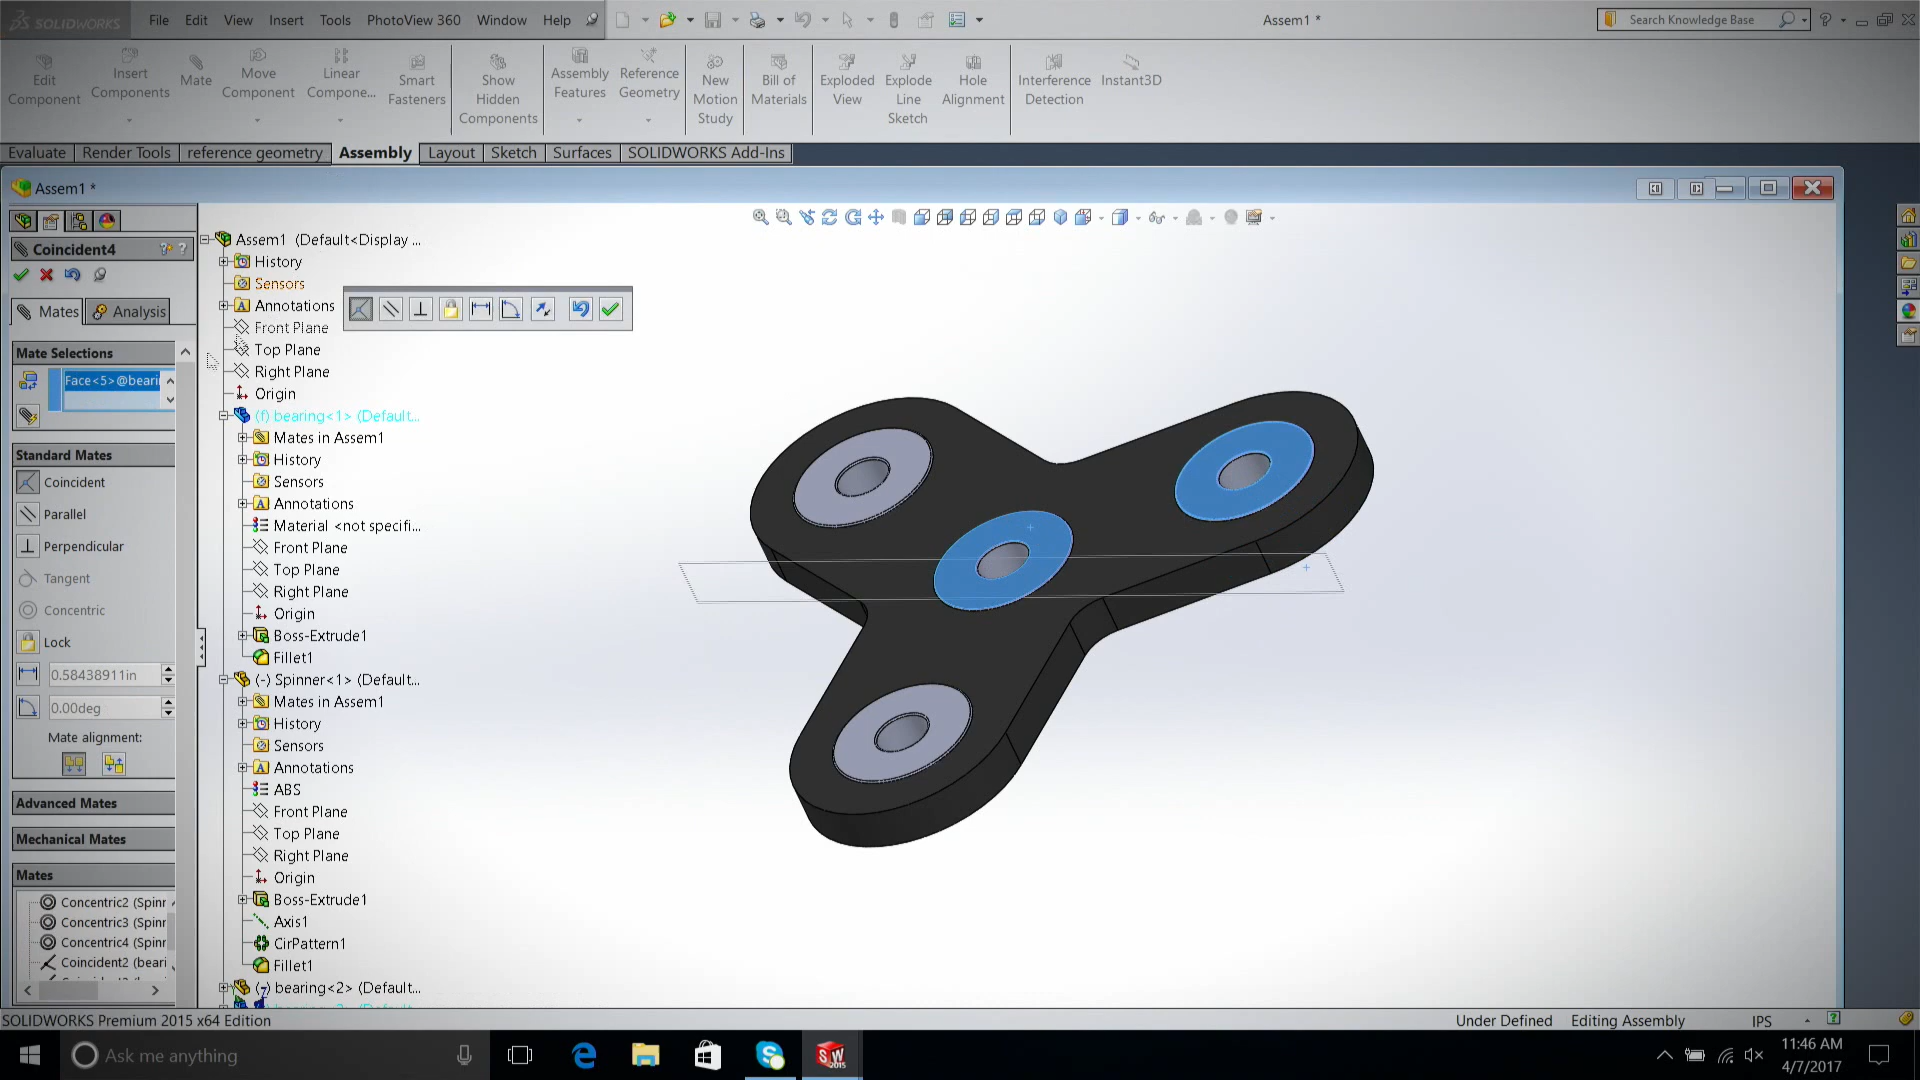 SOLIDWORKS File Edit View Insert Tools PhotoView 360 Window Help Assem1 * Search Knowledge Base ?
Edit Component
Insert Components
Mate
Move Component
Linear Compone...
Smart Fasteners
Show Hidden Components
Assembly Features
Reference Geometry
New Motion Study
Bill of Materials
Exploded View
Explode Line Sketch
Hole Alignment
Interference Detection
Instant3D
Evaluate Render Tools reference geometry Assembly Layout Sketch Surfaces SOLIDWORKS Add-Ins
Assem1 *
Coincident4
Mates Analysis
Mate Selections
Face<5>@beari
Standard Mates
Coincident
Parallel
Perpendicular
Tangent
Concentric
Lock
0.58438911in
0.00deg
Mate alignment:
Advanced Mates
Mechanical Mates
Mates
Concentric2 (Spinr
Concentric3 (Spinr
Concentric4 (Spinr
Coincident2 (beari
Assem1 (Default<Display ...
History
Sensors
Annotations
Front Plane
Top Plane
Right Plane
Origin
(f) bearing<1> (Default...
Mates in Assem1
History
Sensors
Annotations
Material <not specifi...
Front Plane
Top Plane
Right Plane
Origin
Boss-Extrude1
Fillet1
(-) Spinner<1> (Default...
Mates in Assem1
History
Sensors
Annotations
ABS
Front Plane
Top Plane
Right Plane
Origin
Boss-Extrude1
Axis1
CirPattern1
Fillet1
(-) bearing<2> (Default...
SOLIDWORKS Premium 2015 x64 Edition Under Defined Editing Assembly IPS
Ask me anything
SW 2015
11:46 AM
4/7/2017